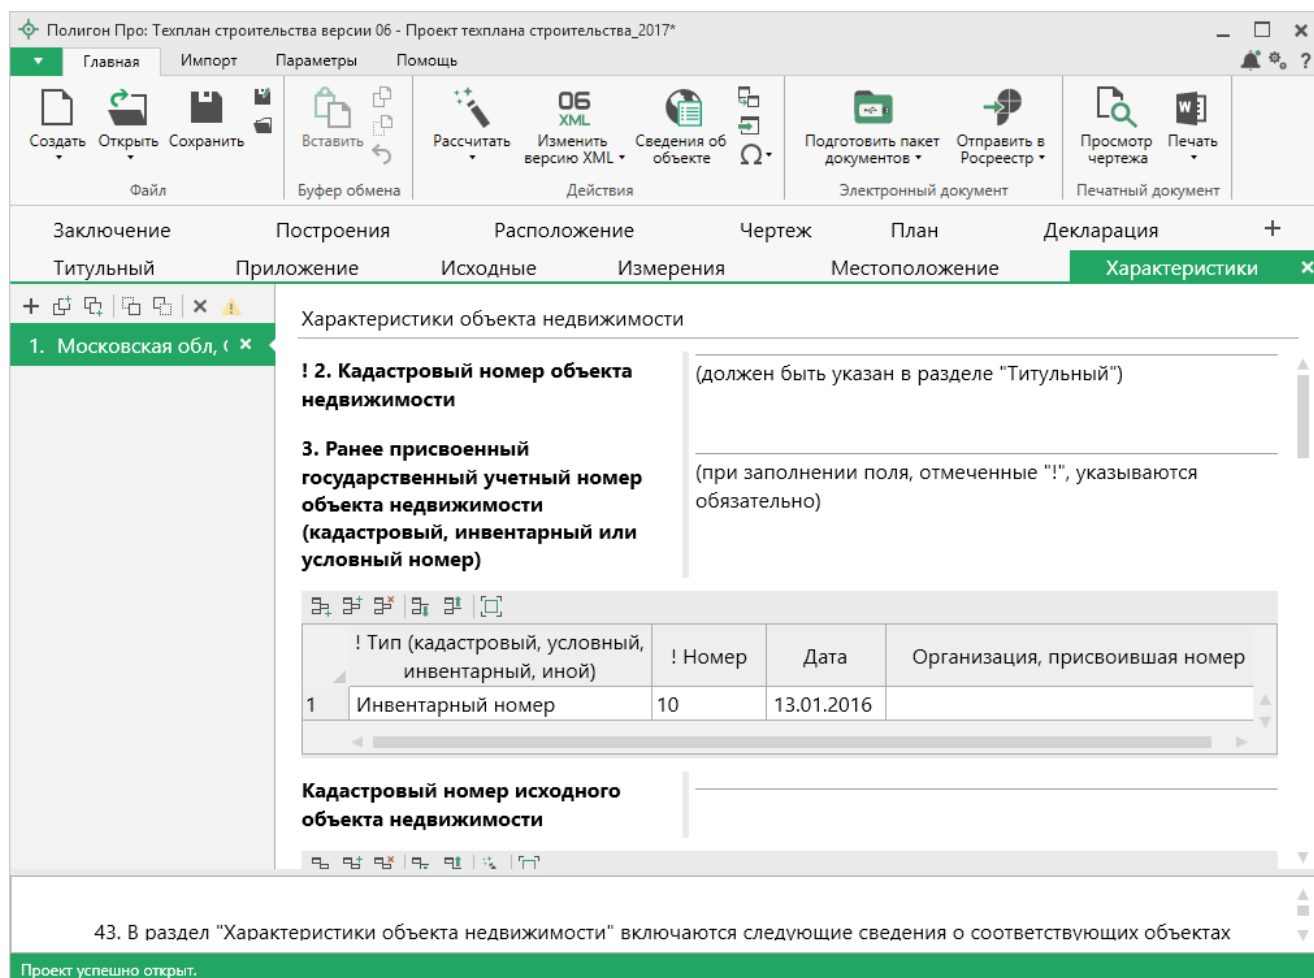 Полигон Про: Техплан строительства версии 06 - Проект техплана строительства_2017*
Главная Импорт Параметры Помощь
Создать Открыть Сохранить Вставить Рассчитать 06 XML Изменить версию XML Сведения об объекте Подготовить пакет документов Отправить в Росреестр Просмотр чертежа Печать
Файл Буфер обмена Действия Электронный документ Печатный документ
Заключение Построения Расположение Чертеж План Декларация +
Титульный Приложение Исходные Измерения Местоположение Характеристики
1. Московская обл,
Характеристики объекта недвижимости
! 2. Кадастровый номер объекта
недвижимости
(должен быть указан в разделе "Титульный")
3. Ранее присвоенный
государственный учетный номер
объекта недвижимости
(кадастровый, инвентарный или
условный номер)
(при заполнении поля, отмеченные "!", указываются
обязательно)
! Тип (кадастровый, условный,
инвентарный, иной)
! Номер Дата Организация, присвоившая номер
1 Инвентарный номер 10 13.01.2016
Кадастровый номер исходного
объекта недвижимости
43. В раздел "Характеристики объекта недвижимости" включаются следующие сведения о соответствующих объектах
Проект успешно открыт.